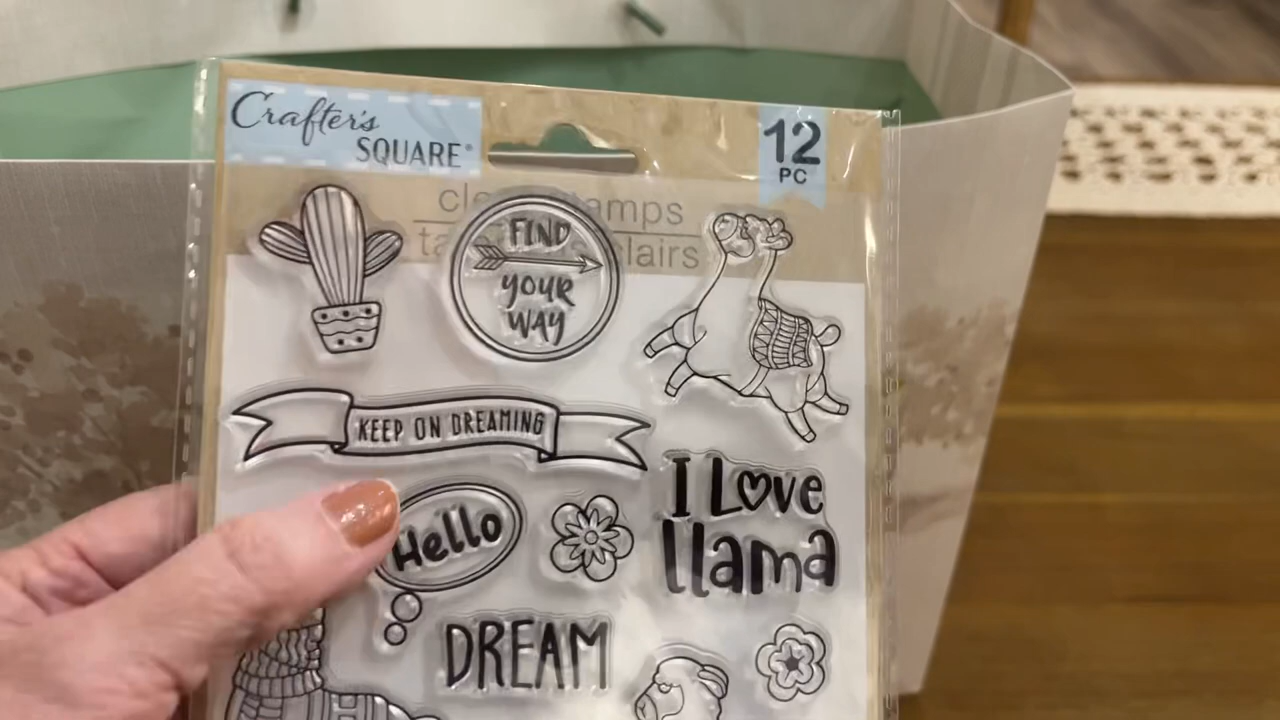 Crafter's
SQUARE®
12
PC
FIND
YOUR
WAY
KEEP ON DREAMING
Hello
I Love
llama
DREAM